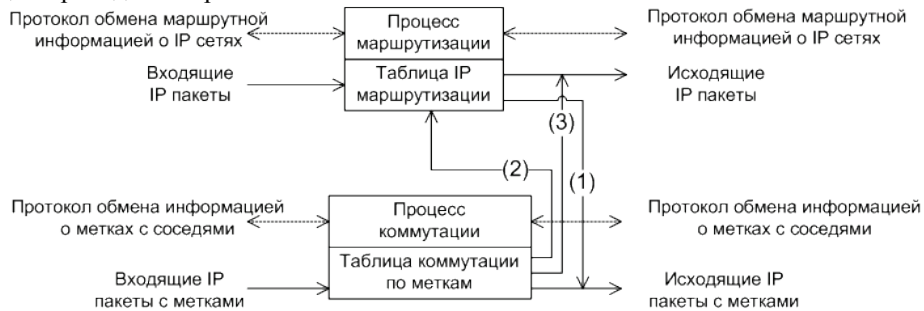 Протокол обмена маршрутной
информацией о IP сетях
Процесс
маршрутизации
Протокол обмена маршрутной
информацией о IP сетях
Входящие
IP пакеты
Таблица IP
маршрутизации
Исходящие
IP пакеты
(3)
(2)
(1)
Протокол обмена информацией
о метках с соседями
Процесс
коммутации
Протокол обмена информацией
о метках с соседями
Входящие IP
пакеты с метками
Таблица коммутации
по меткам
Исходящие IP
пакеты с метками